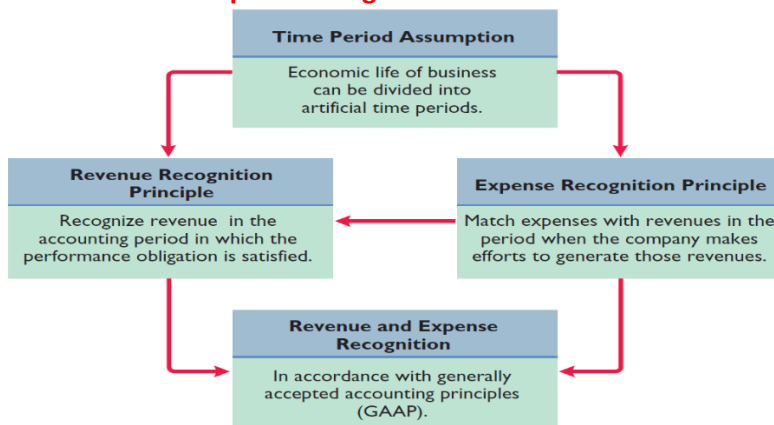 Time Period Assumption
Economic life of business
can be divided into
artificial time periods.
Revenue Recognition
Principle
Recognize revenue in the
accounting period in which the
performance obligation is satisfied.
Expense Recognition Principle
Match expenses with revenues in the
period when the company makes
efforts to generate those revenues.
Revenue and Expense
Recognition
In accordance with generally
accepted accounting principles
(GAAP).